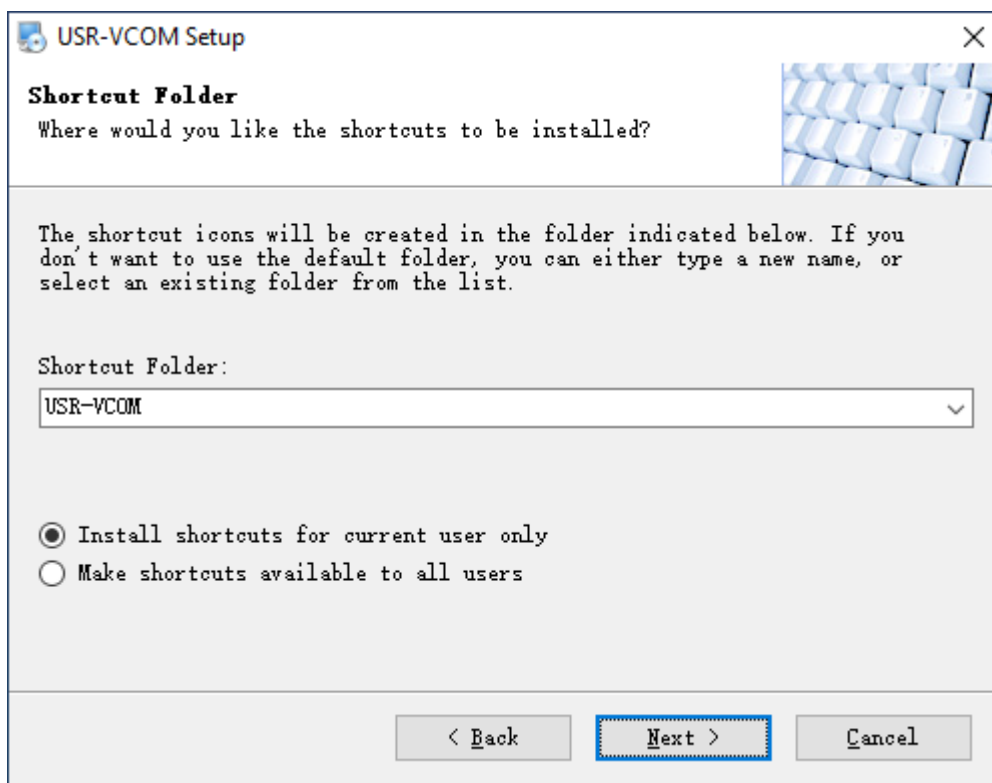 USR-VCOM Setup
Shortcut Folder
Where would you like the shortcuts to be installed?
The shortcut icons will be created in the folder indicated below. If you
don't want to use the default folder, you can either type a new name, or
select an existing folder from the list.
Shortcut Folder:
USR-VCOM
Install shortcuts for current user only
Make shortcuts available to all users
< Back
Next >
Cancel